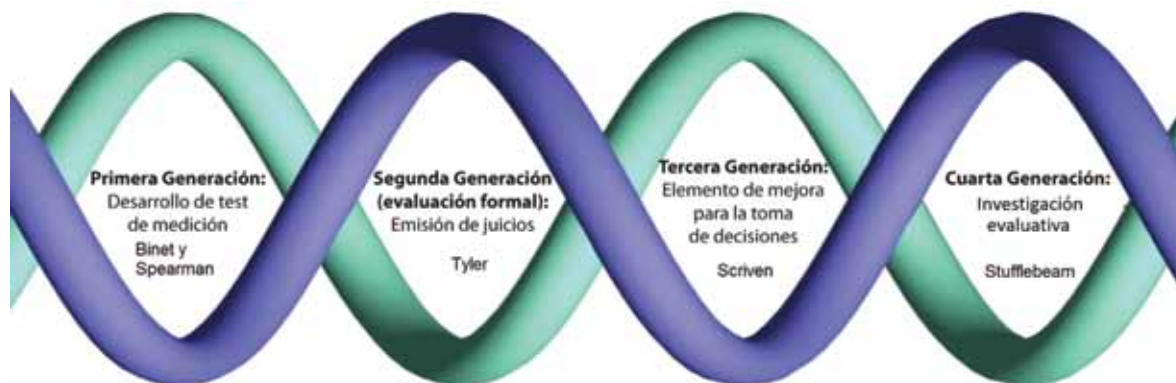 Primera Generación:
Desarrollo de test
de medición
Binet y
Spearman
Segunda Generación
(evaluación formal):
Emisión de juicios
Tyler
Tercera Generación:
Elemento de mejora
para la toma
de decisiones
Scriven
Cuarta Generación:
Investigación
evaluativa
Stufflebeam